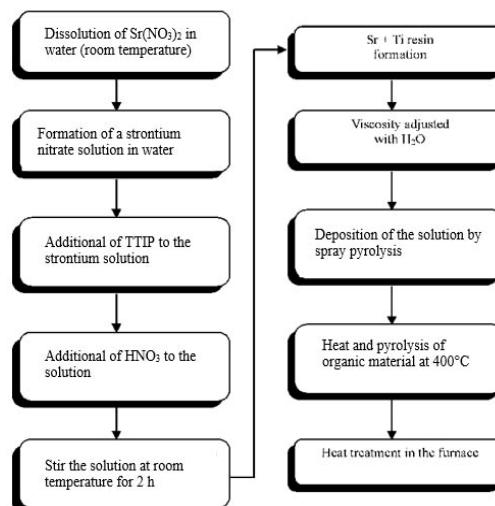 Dissolution of Sr(NO₃)₂ in
water (room temperature)
Formation of a strontium
nitrate solution in water
Additional of TTIP to the
strontium solution
Additional of HNO₃ to the
solution
Stir the solution at room
temperature for 2 h
Sr + Ti resin
formation
Viscosity adjusted
with H₂O
Deposition of the solution by
spray pyrolysis
Heat and pyrolysis of
organic material at 400°C
Heat treatment in the furnace